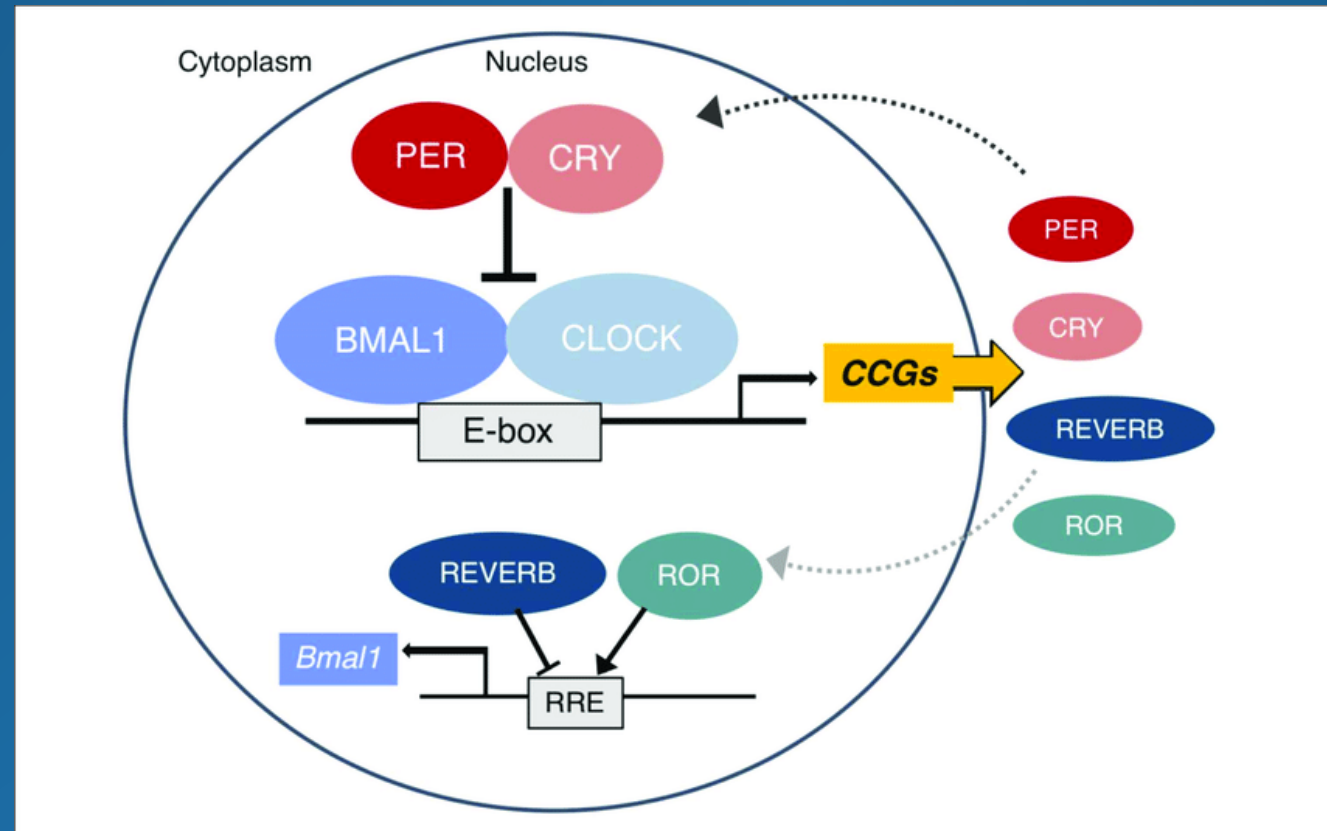 Cytoplasm
Nucleus
PER
CRY
PER
CRY
BMAL1
CLOCK
CCGs
E-box
REVERB
ROR
REVERB
ROR
Bmal1
RRE